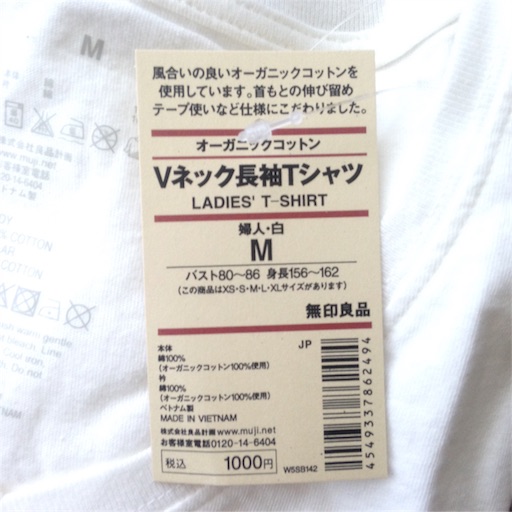 M
風合いの良いオーガニックコットンを
使用しています。首もとの伸び留め
テープ使いなど仕様にこだわりました。
オーガニックコットン
Vネック長袖Tシャツ
LADIES' T-SHIRT
婦人・白
M
バスト80〜86 身長156〜162
(この商品はXS・S・M・L・XLサイズがあります)
無印良品
JP
本体
綿100%
(オーガニックコットン100%使用)
衿
綿100%
(オーガニックコットン100%使用)
ベトナム製
MADE IN VIETNAM
株式会社良品計画 www.muji.net
お客様室電話0120-14-6404
税込 1000円
W5SB142
4549337862494